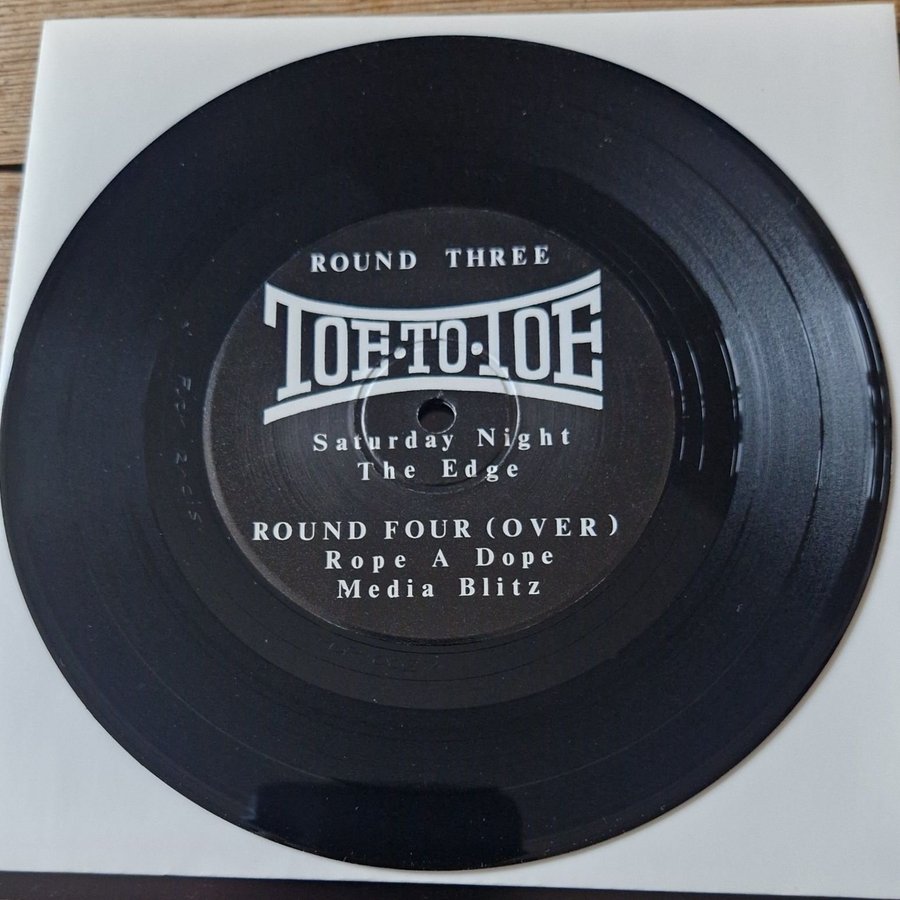 ROUND THREE
TOE·TO·TOE
Saturday Night
The Edge
ROUND FOUR (OVER)
Rope A Dope
Media Blitz